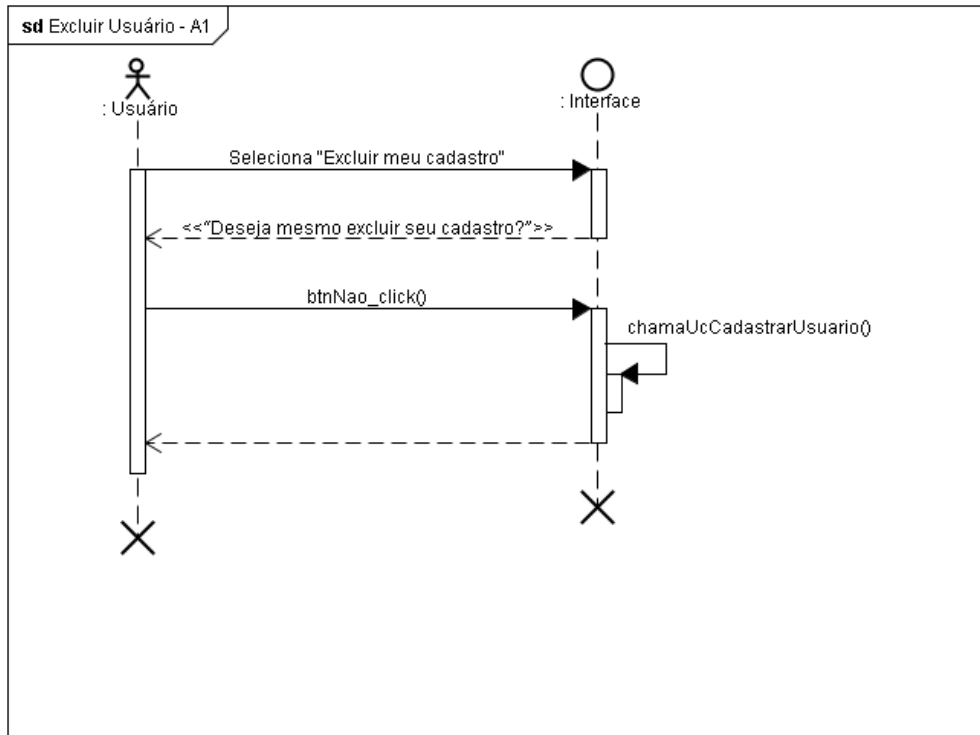 sd Excluir Usuário - A1
: Usuário
: Interface
Seleciona "Excluir meu cadastro"
<<"Deseja mesmo excluir seu cadastro?">>
btnNao_click()
chamaUcCadastrarUsuario()